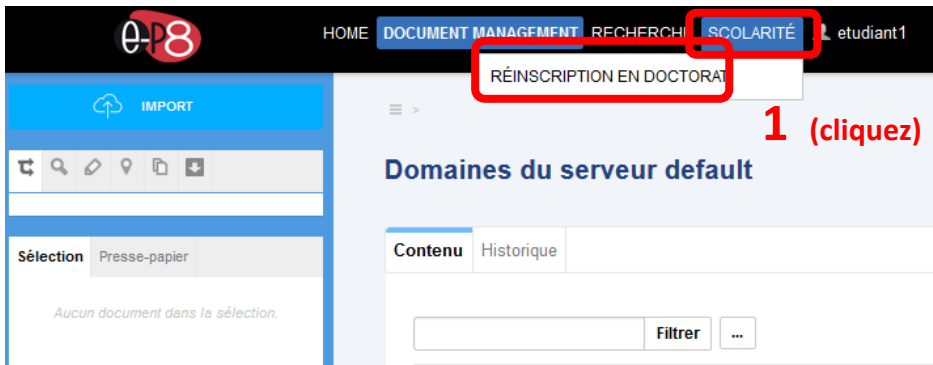 e-P8
HOME DOCUMENT MANAGEMENT RECHERCHE SCOLARITÉ etudiant1
RÉINSCRIPTION EN DOCTORAT
1 (cliquez)
IMPORT
Domaines du serveur default
Sélection Presse-papier
Contenu Historique
Aucun document dans la sélection.
Filtrer ...